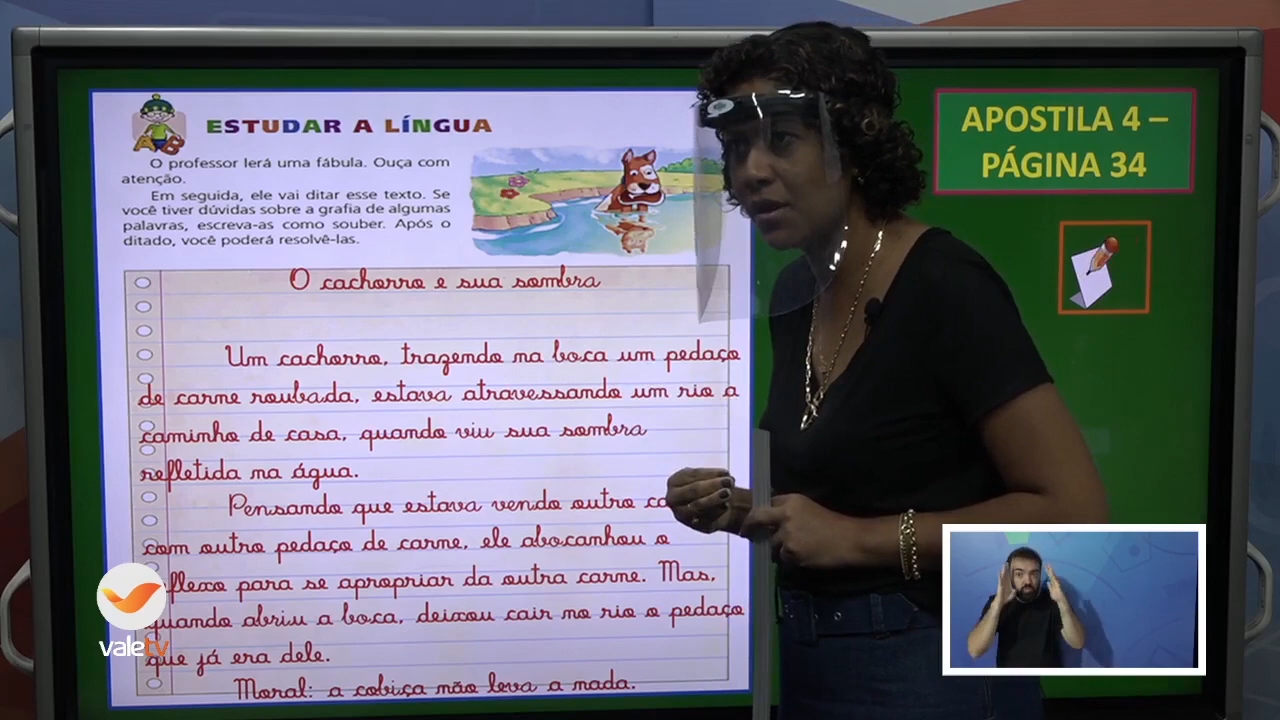 ESTUDAR A LÍNGUA
O professor lerá uma fábula. Ouça com
atenção.
Em seguida, ele vai ditar esse texto. Se
você tiver dúvidas sobre a grafia de algumas
palavras, escreva-as como souber. Após o
ditado, você poderá resolvê-las.
O cachorro e sua sombra
Um cachorro, trazendo na boca um pedaço
de carne roubada, estava atravessando um rio a
caminho de casa, quando viu sua sombra
refletida na água.
Pensando que estava vendo outro
com outro pedaço de carne, ele abocanhou o
reflexo para se apropriar da outra carne. Mas,
quando abriu a boca, deixou cair no rio o pedaço
que já era dele.
Moral: a cobiça não leva a nada.
APOSTILA 4 –
PÁGINA 34
valetv